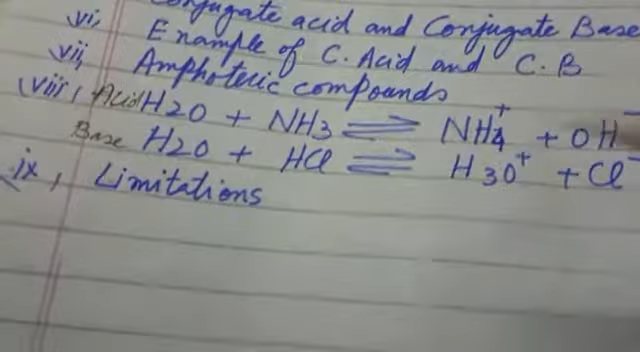 Conjugate acid and Conjugate Base
vi, Example of C. Acid and C.B
vii, Amphoteric compounds
viii, Acid H2O + NH3 ⇌ NH4+ + OH-
Base H2O + HCl ⇌ H3O+ + Cl-
ix, Limitations